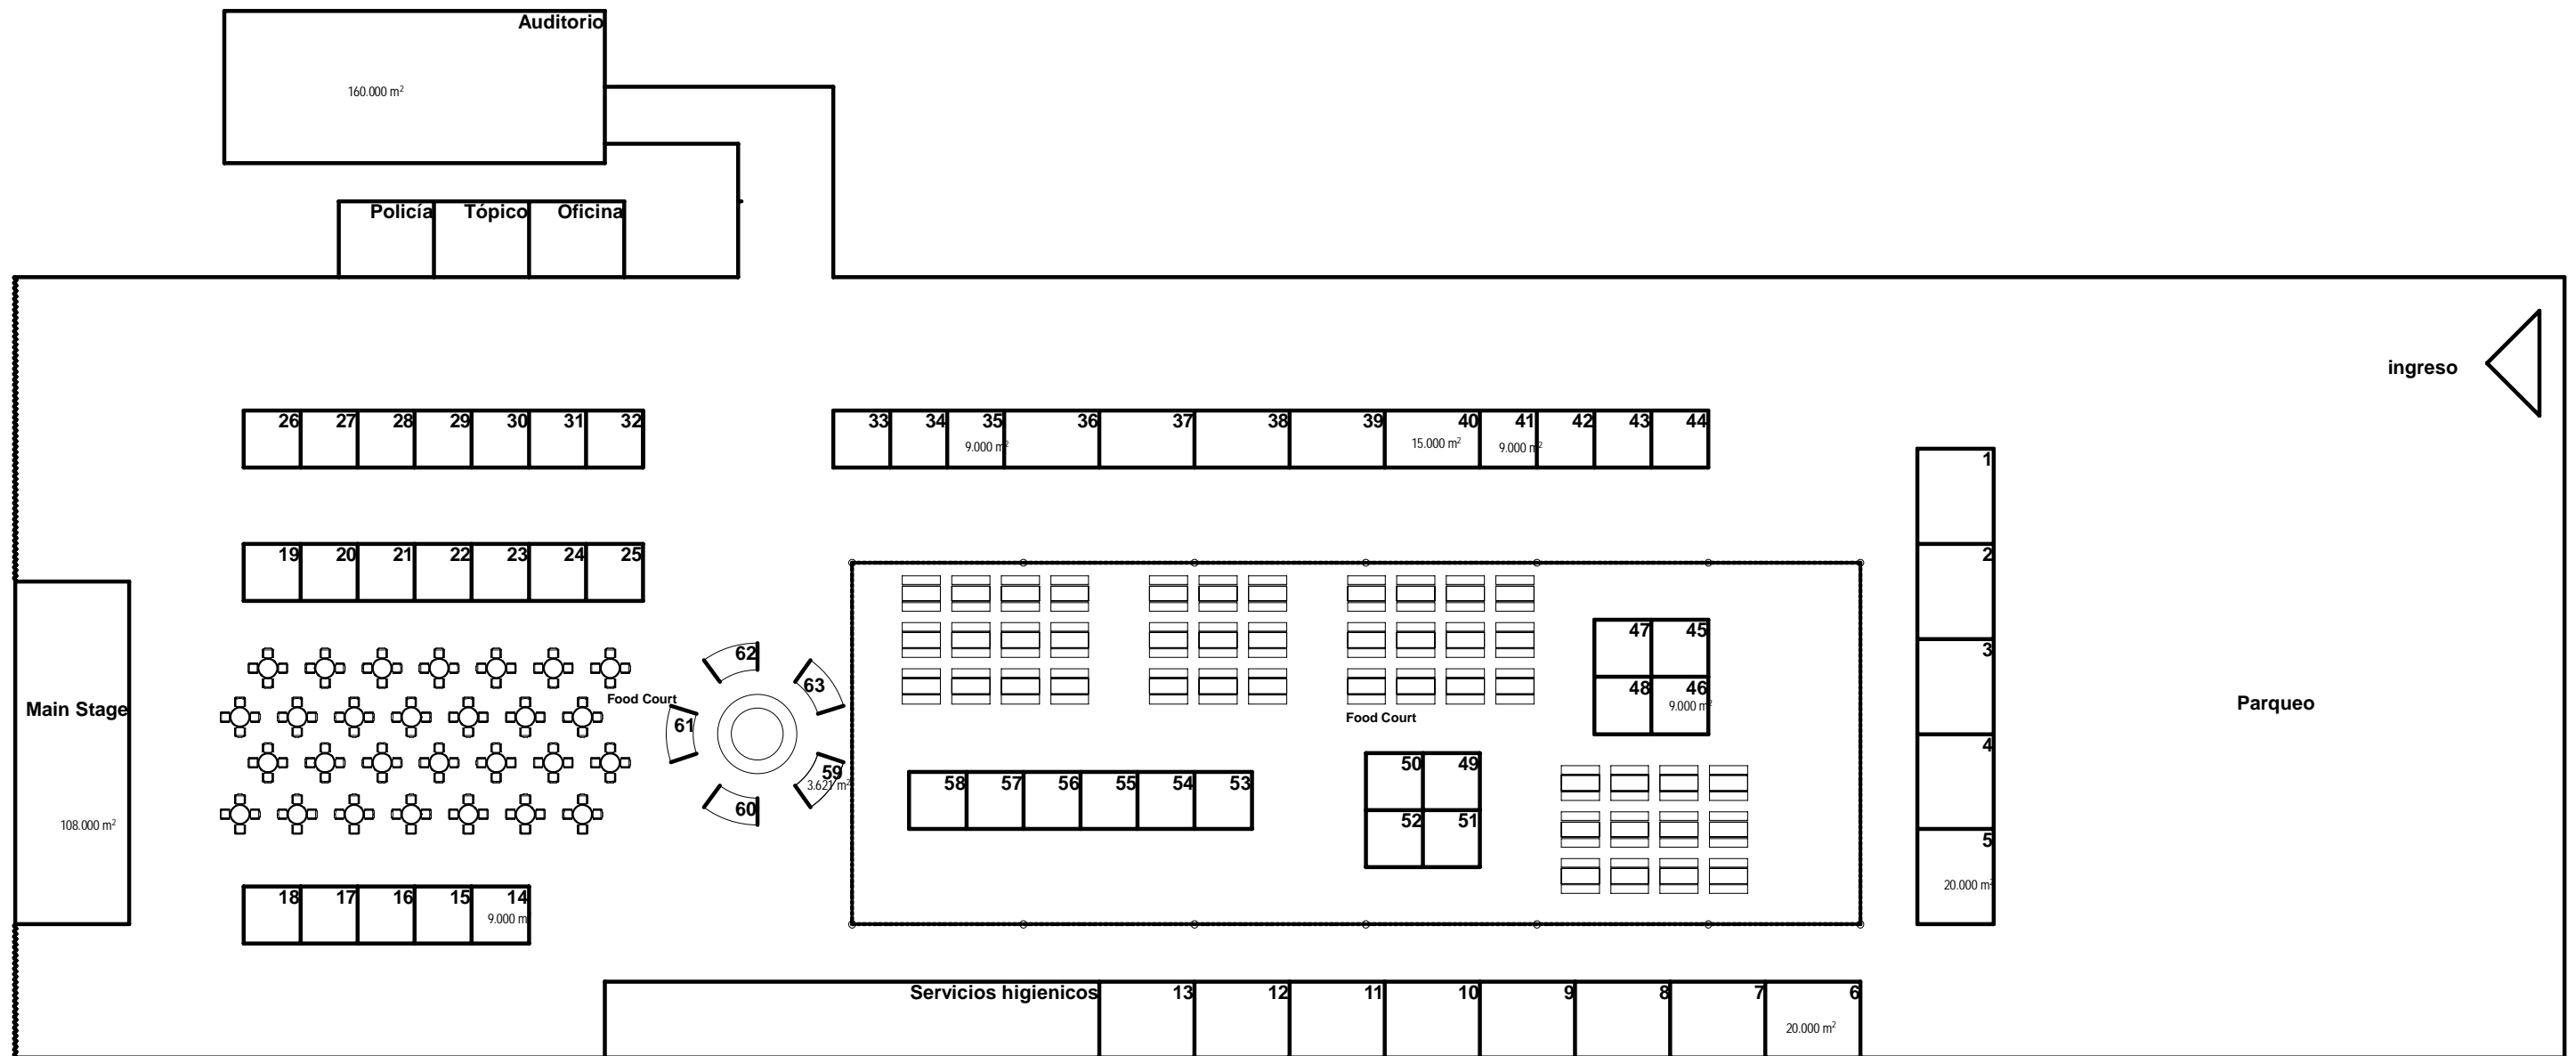 Auditorio
160.000 m²
Policía Tópico Oficina
ingreso
26 27 28 29 30 31 32
33 34 35 36 37 38 39 40 41 42 43 44
9.000 m²
15.000 m²
9.000 m²
1
19 20 21 22 23 24 25
2
47 45
62
3
63
48 46
9.000 m²
Food Court
Main Stage
Parqueo
Food Court
61
4
50 49
59
3.621 m²
58 57 56 55 54 53
60
52 51
108.000 m²
5
20.000 m²
18 17 16 15 14
9.000 m
Servicios higienicos
13 12 11 10 9 8 7 6
20.000 m²